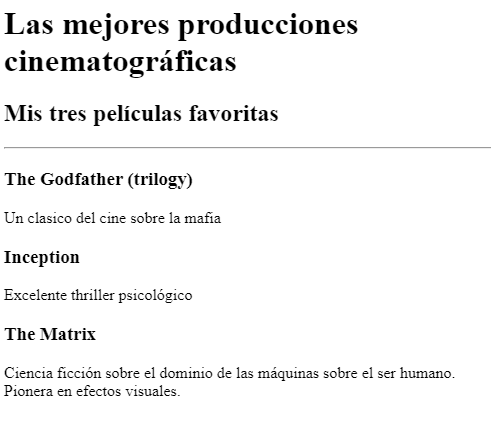 Las mejores producciones
cinematográficas
Mis tres películas favoritas
The Godfather (trilogy)
Un clasico del cine sobre la mafia
Inception
Excelente thriller psicológico
The Matrix
Ciencia ficción sobre el dominio de las máquinas sobre el ser humano.
Pionera en efectos visuales.